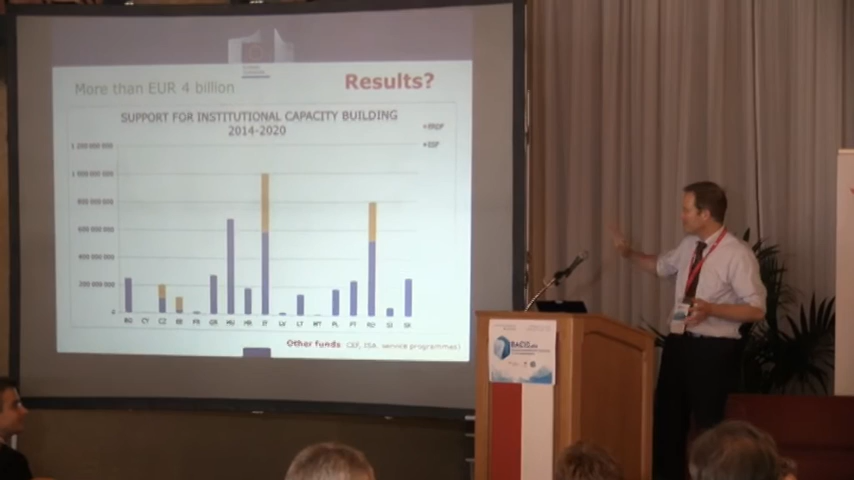 More than EUR 4 billion
Results?
SUPPORT FOR INSTITUTIONAL CAPACITY BUILDING
2014-2020
ERDF
ESF
1 200 000 000
1 000 000 000
800 000 000
600 000 000
400 000 000
200 000 000
0
BG CY CZ EE FR GR HU HR IT LV LT MT PL PT RO SI SK
Other funds CEF, ISA, service programmes)